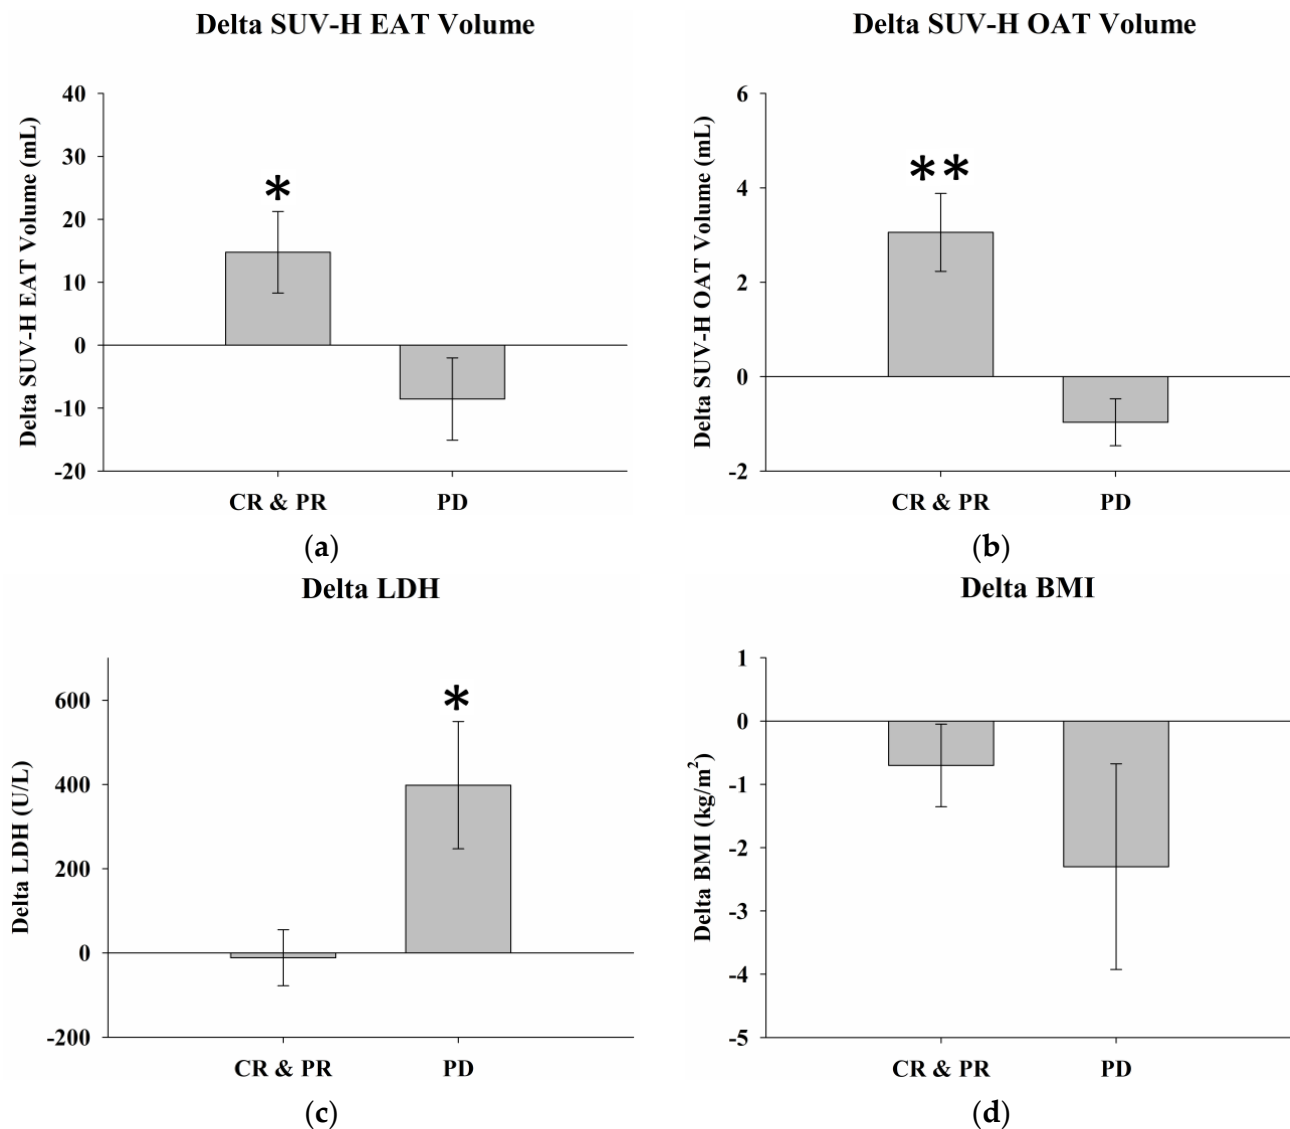 Delta SUV-H EAT Volume
Delta SUV-H EAT Volume (mL)
40
30
20
10
0
-10
-20
*
CR & PR
PD
(a)
Delta SUV-H OAT Volume
Delta SUV-H OAT Volume (mL)
6
4
2
0
-2
**
CR & PR
PD
(b)
Delta LDH
Delta LDH (U/L)
600
400
200
0
-200
*
CR & PR
PD
(c)
Delta BMI
Delta BMI (kg/m²)
1
0
-1
-2
-3
-4
-5
CR & PR
PD
(d)